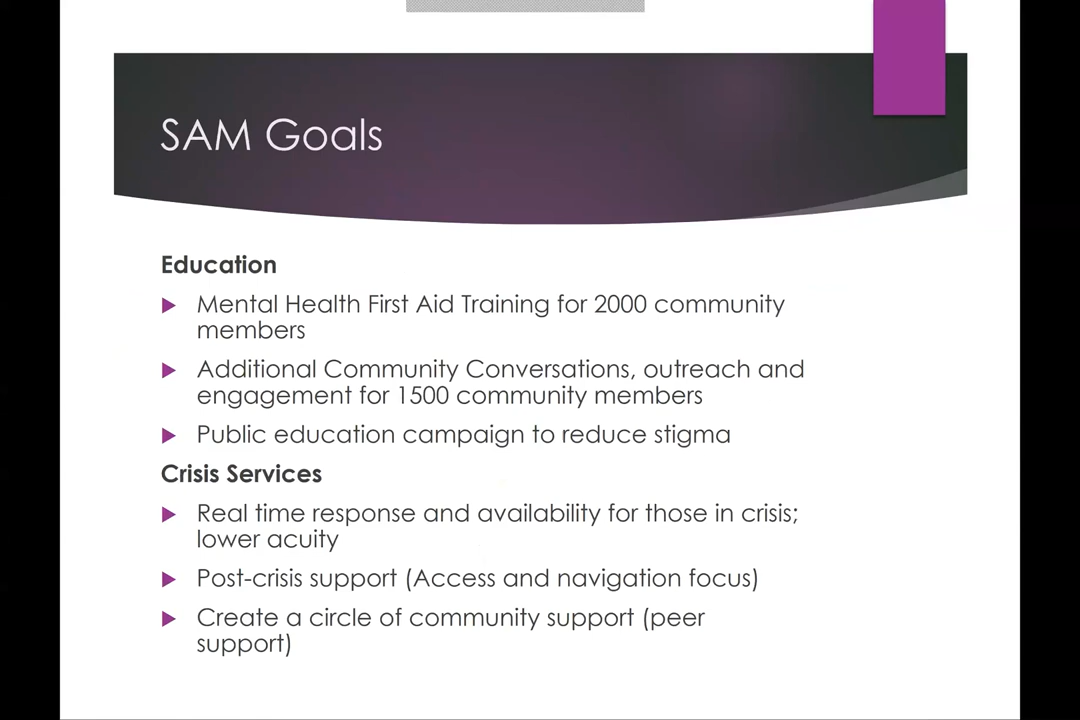 SAM Goals
Education
Mental Health First Aid Training for 2000 community
members
Additional Community Conversations, outreach and
engagement for 1500 community members
Public education campaign to reduce stigma
Crisis Services
Real time response and availability for those in crisis;
lower acuity
Post-crisis support (Access and navigation focus)
Create a circle of community support (peer
support)